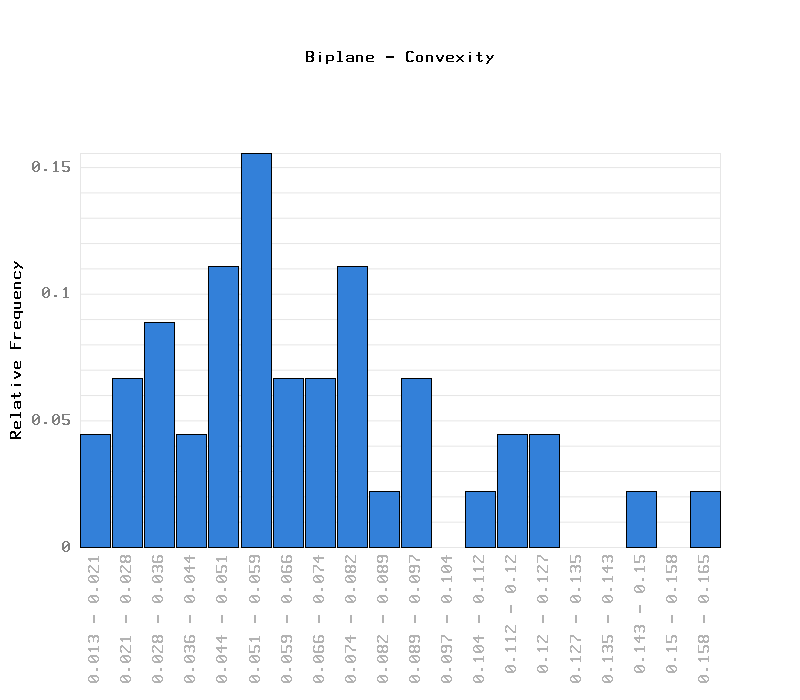 Biplane - Convexity
Relative Frequency
0.15
0.1
0.05
0
0.013 - 0.021
0.021 - 0.028
0.028 - 0.036
0.036 - 0.044
0.044 - 0.051
0.051 - 0.059
0.059 - 0.066
0.066 - 0.074
0.074 - 0.082
0.082 - 0.089
0.089 - 0.097
0.097 - 0.104
0.104 - 0.112
0.112 - 0.12
0.12 - 0.127
0.127 - 0.135
0.135 - 0.143
0.143 - 0.15
0.15 - 0.158
0.158 - 0.165